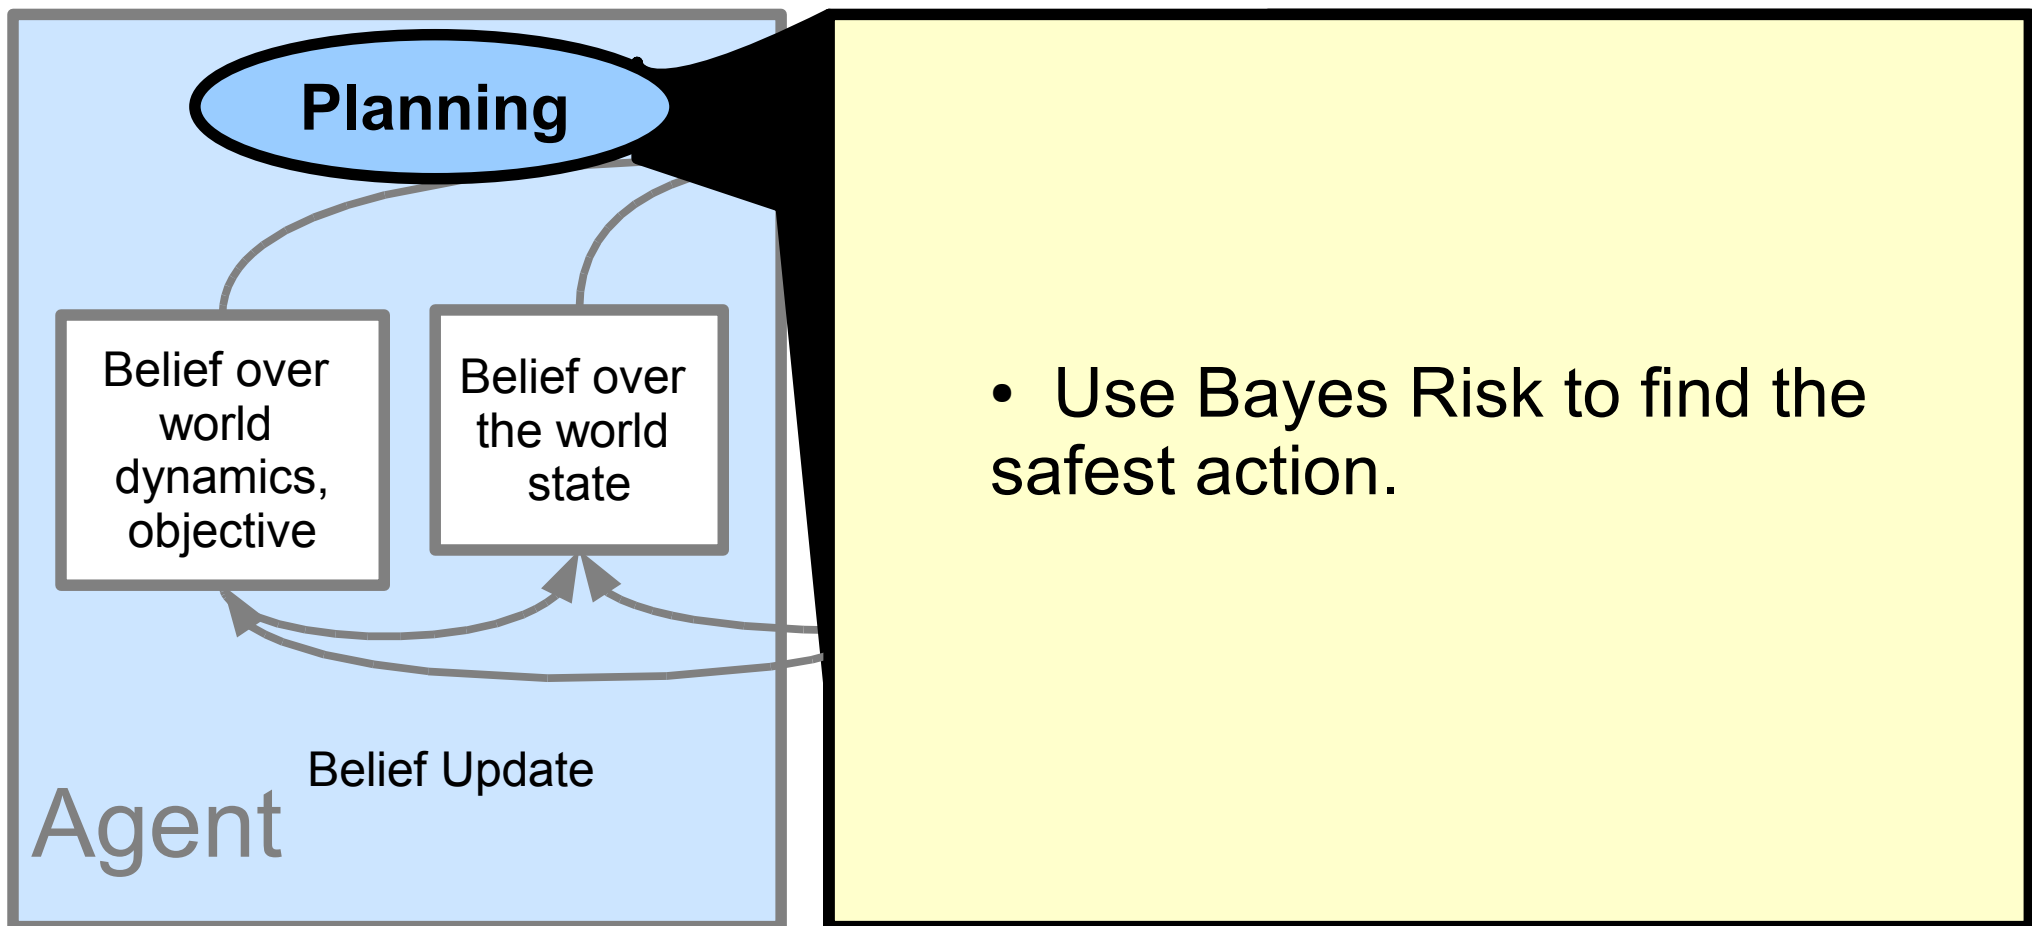 Planning
Belief over
world
dynamics,
objective
Belief over
the world
state
Belief Update
Agent
• Use Bayes Risk to find the
safest action.